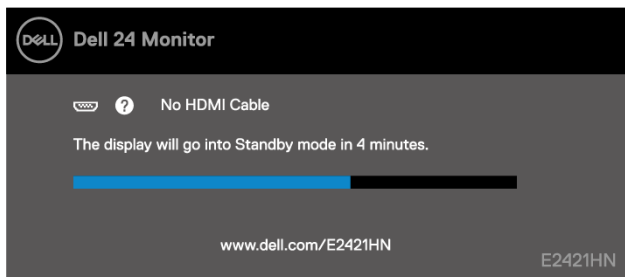 DELL Dell 24 Monitor
? No HDMI Cable
The display will go into Standby mode in 4 minutes.
www.dell.com/E2421HN
E2421HN